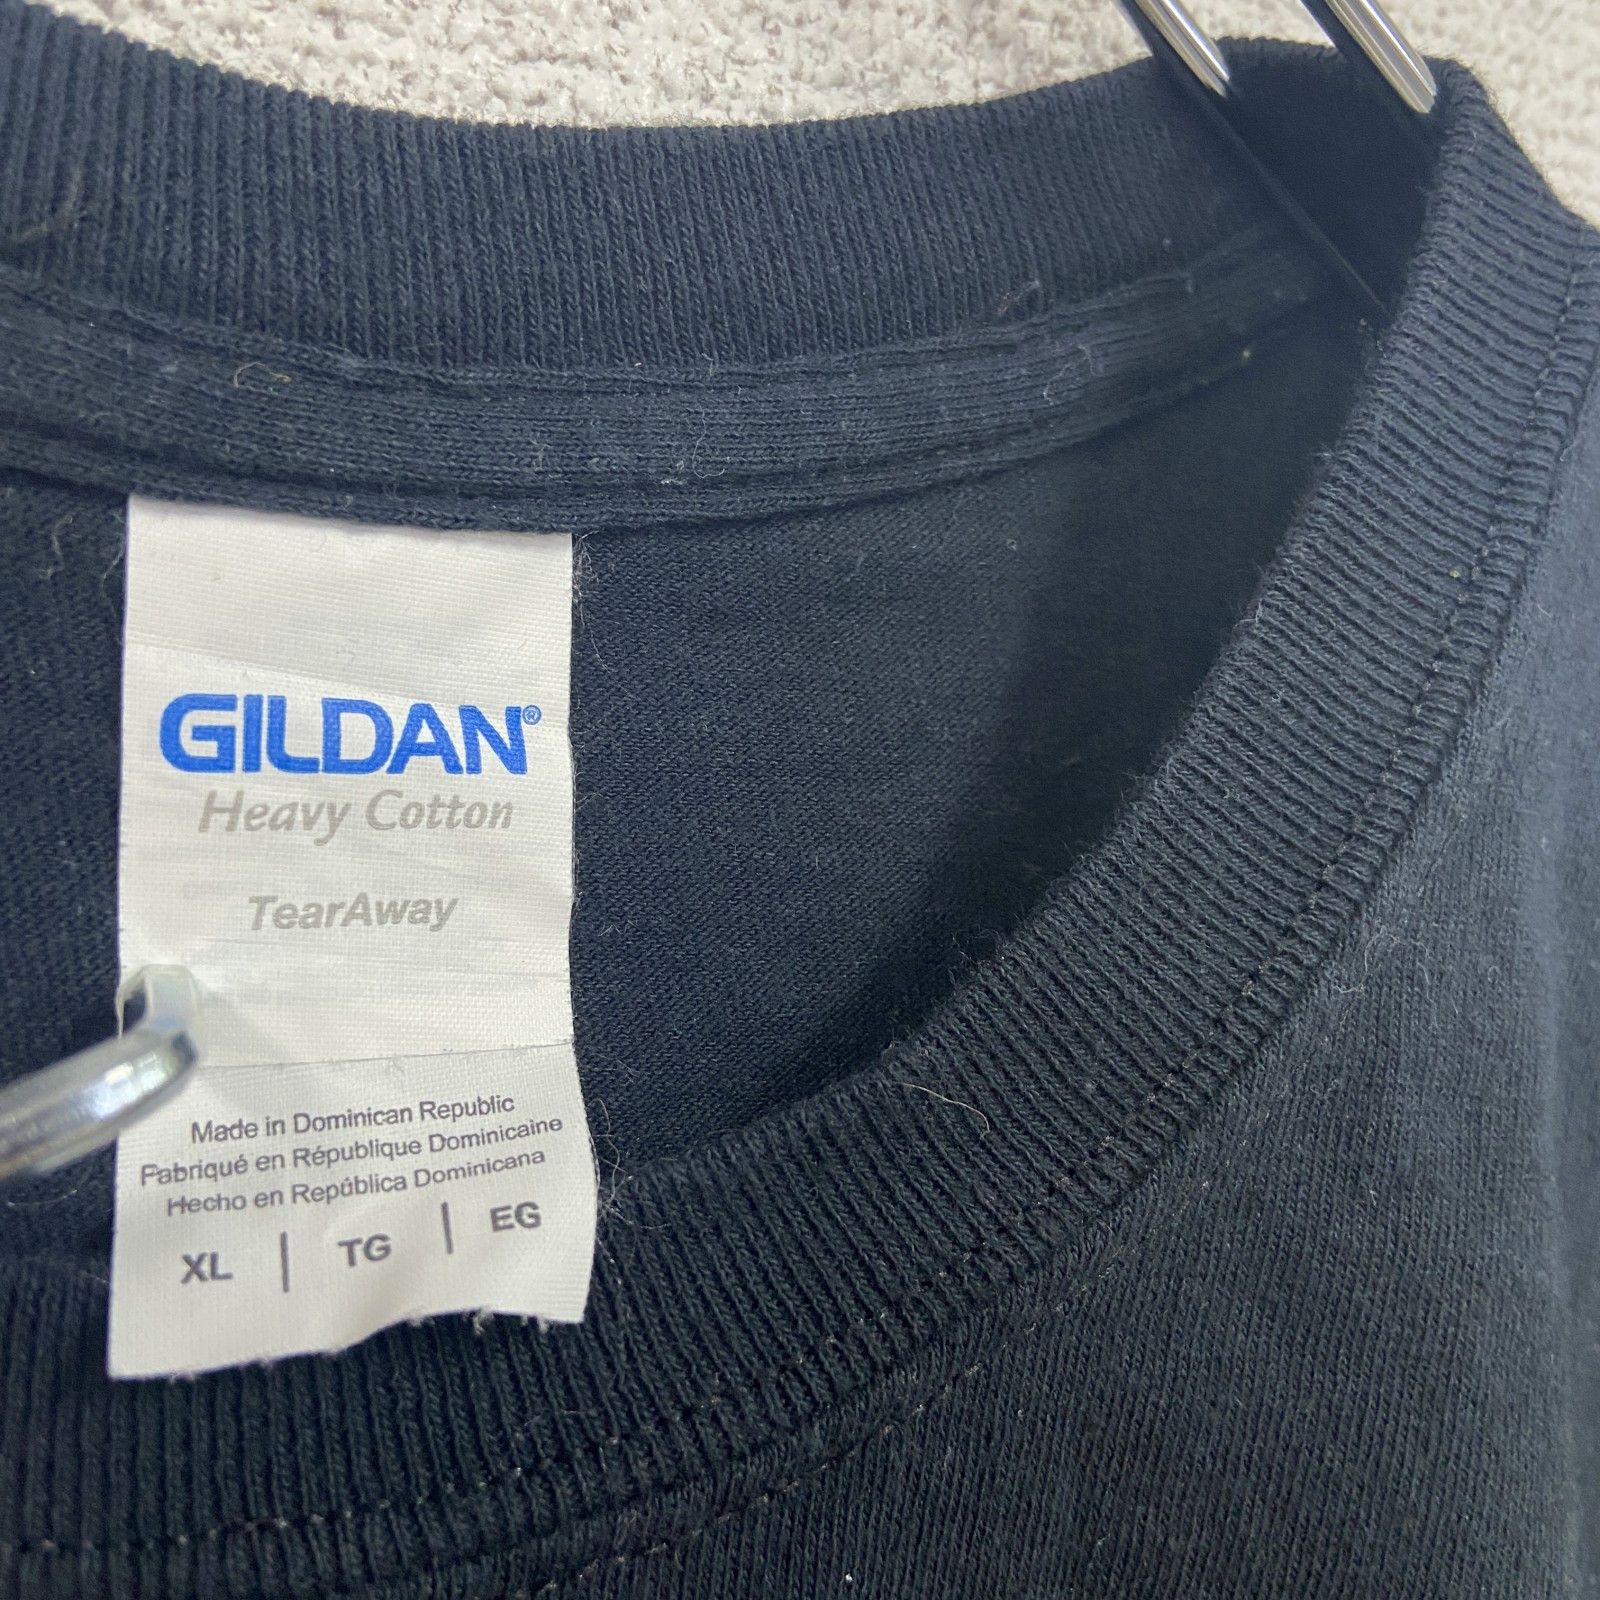 GILDAN®
Heavy Cotton
TearAway
Made in Dominican Republic
Fabriqué en République Dominicaine
Hecho en República Dominicana
XL | TG | EG